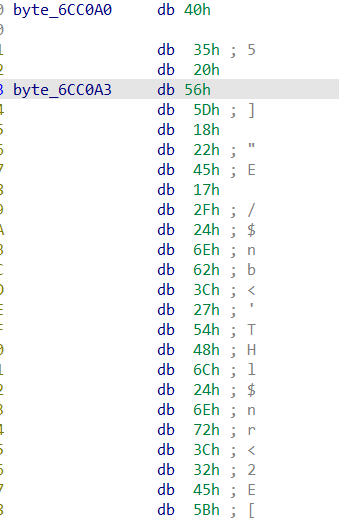 0 byte_6CC0A0 db 40h
0
1 db 35h ; 5
2 db 20h
3 byte_6CC0A3 db 56h
4 db 5Dh ; ]
5 db 18h
6 db 22h ; "
7 db 45h ; E
8 db 17h
9 db 2Fh ; /
A db 24h ; $
B db 6Eh ; n
C db 62h ; b
D db 3Ch ; <
E db 27h ; '
F db 54h ; T
0 db 48h ; H
1 db 6Ch ; l
2 db 24h ; $
3 db 6Eh ; n
4 db 72h ; r
5 db 3Ch ; <
6 db 32h ; 2
7 db 45h ; E
8 db 5Bh ; [